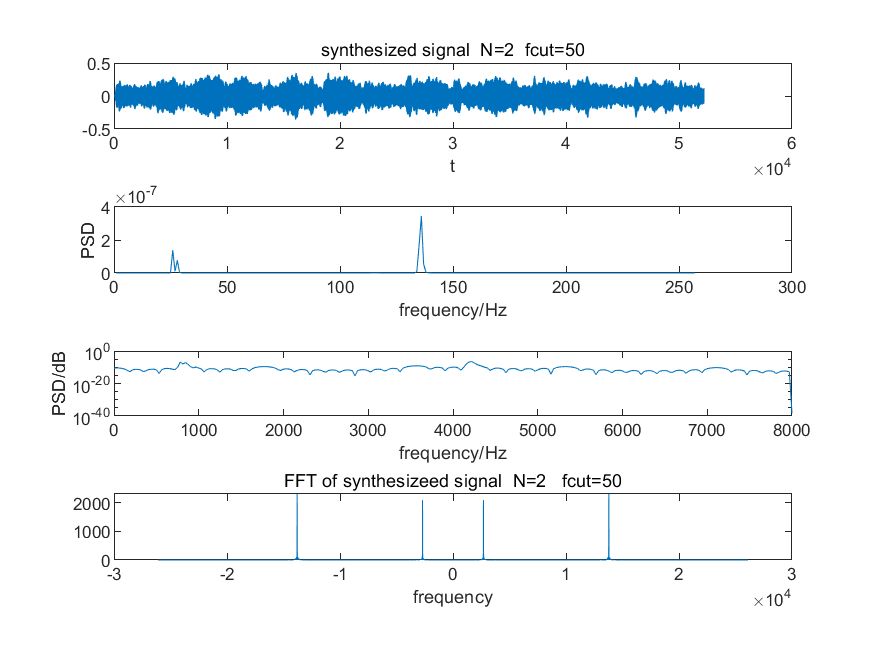 synthesized signal N=2 fcut=50
0.5
0
-0.5
0 1 2 3 4 5 6
t
×10^4
×10^-7
4
2
0
PSD
0 50 100 150 200 250 300
frequency/Hz
10^0
10^-20
10^-40
PSD/dB
0 1000 2000 3000 4000 5000 6000 7000 8000
frequency/Hz
FFT of synthesizeed signal N=2 fcut=50
2000
1000
0
-3 -2 -1 0 1 2 3
frequency
×10^4